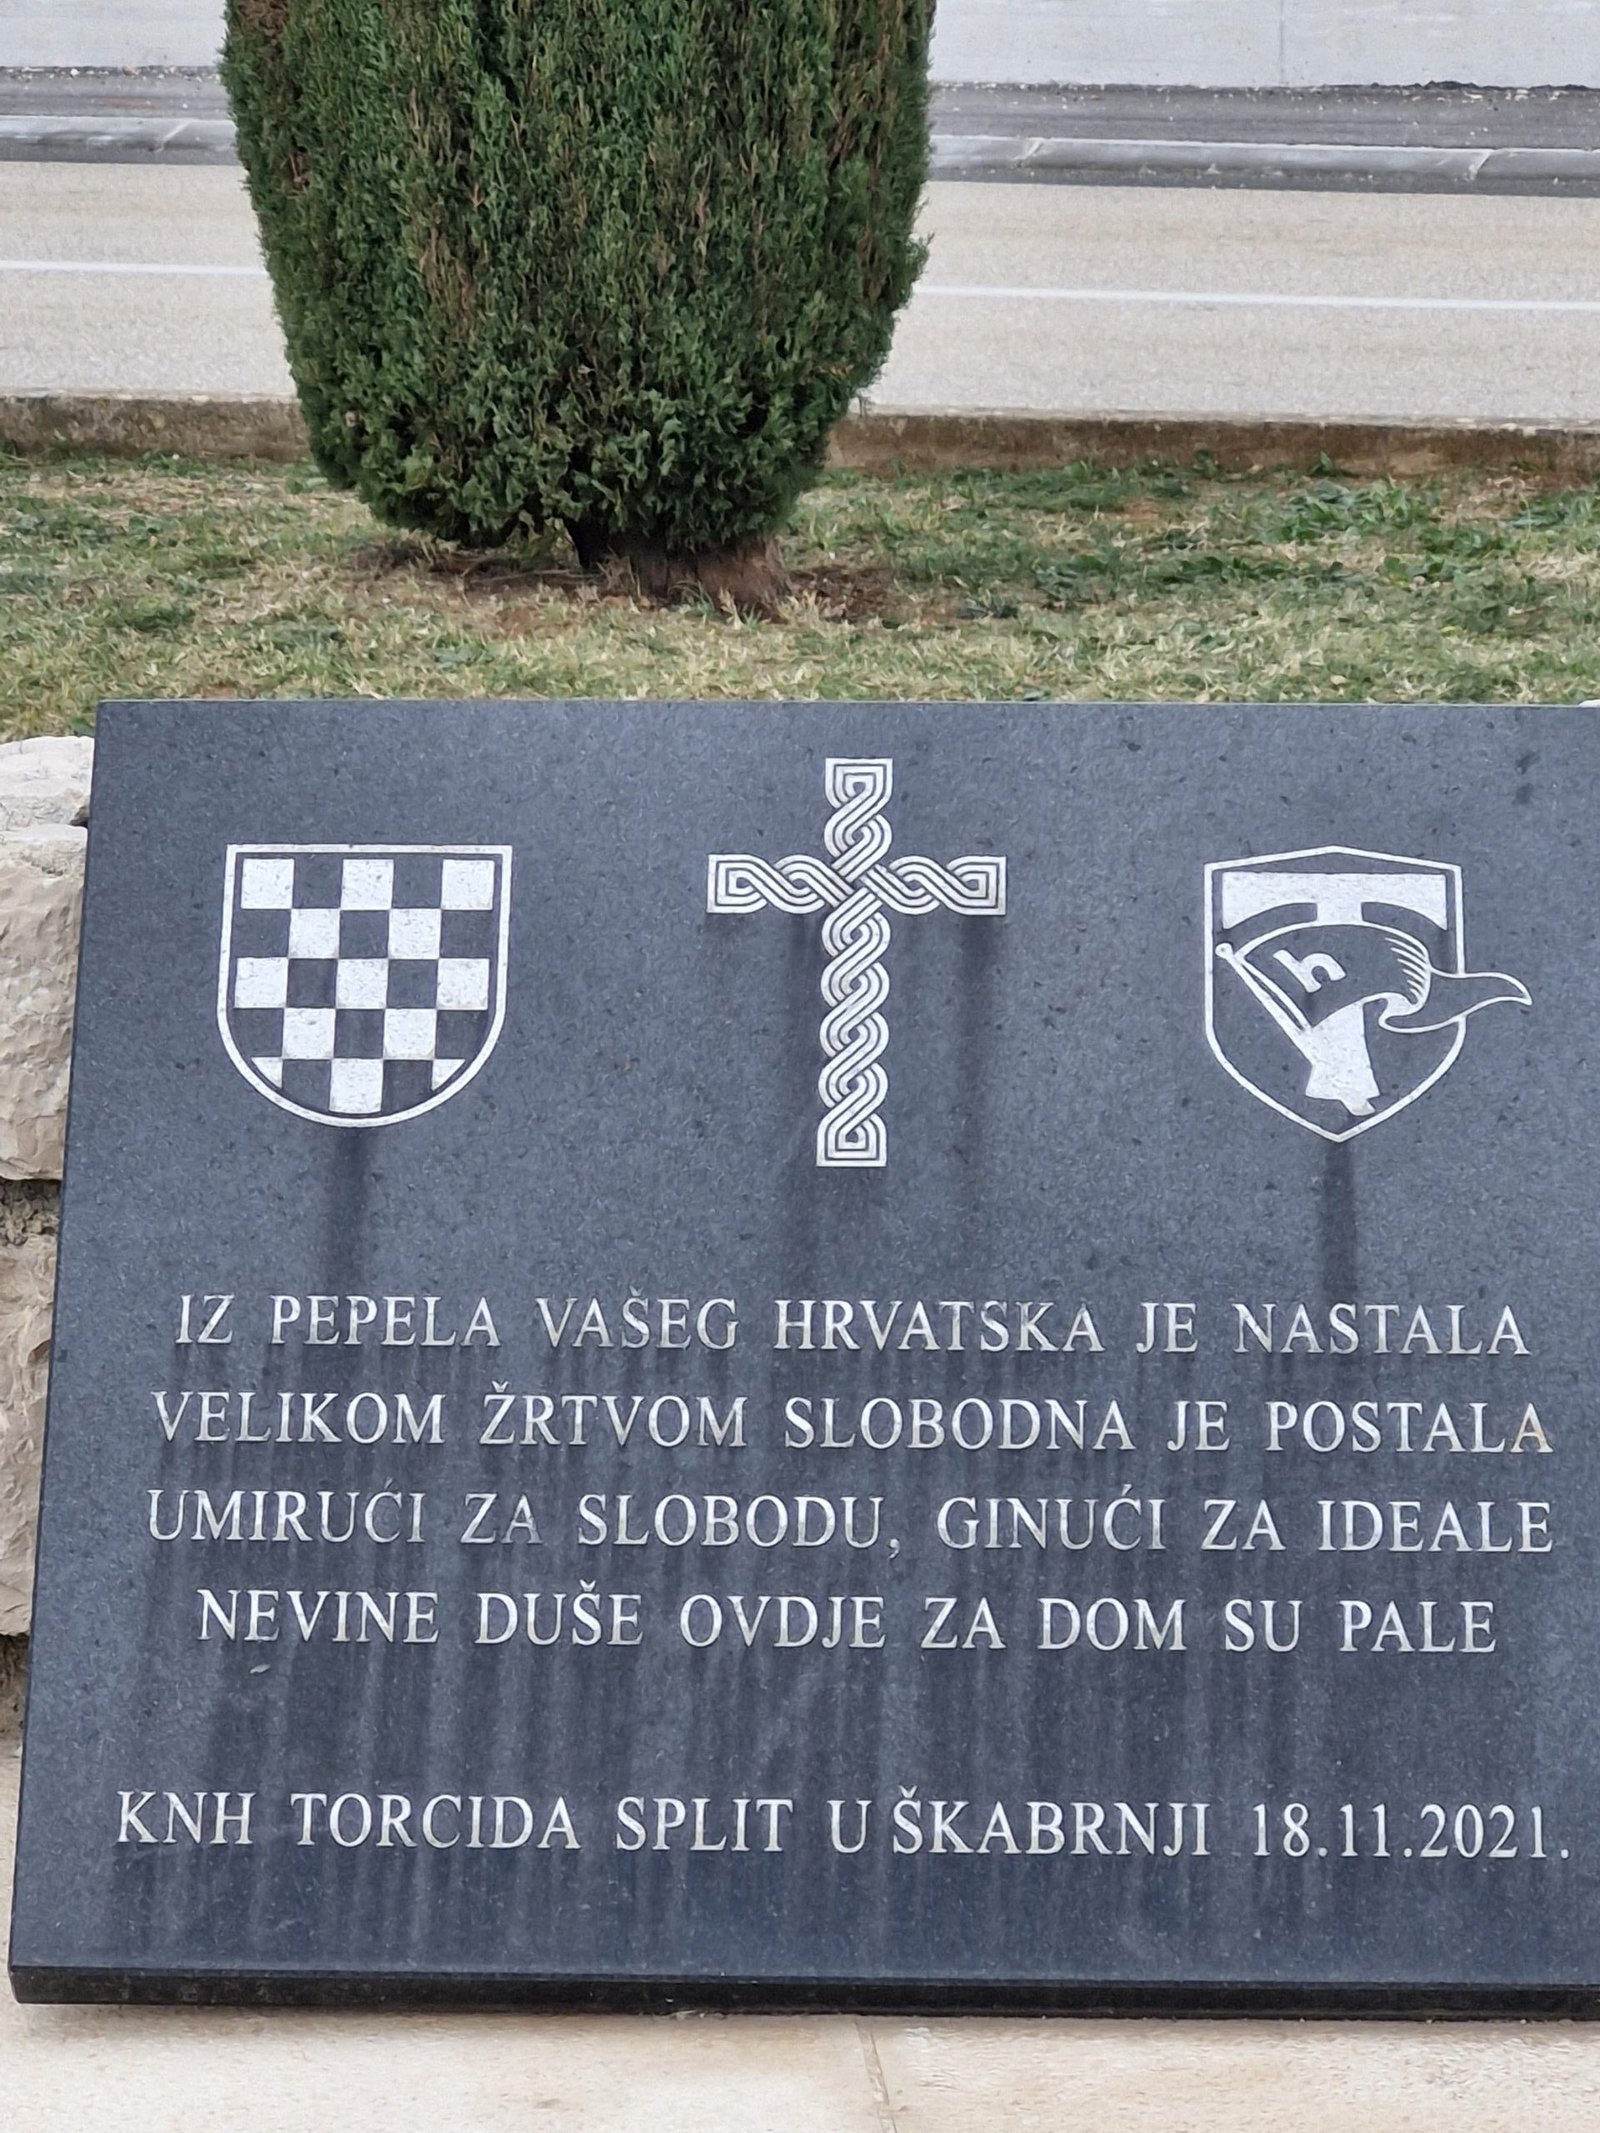 h
IZ PEPELA VAŠEG HRVATSKA JE NASTALA
VELIKOM ŽRTVOM SLOBODNA JE POSTALA
UMIRUĆI ZA SLOBODU, GINUĆI ZA IDEALE
NEVINE DUŠE OVDJE ZA DOM SU PALE
KNH TORCIDA SPLIT U ŠKABRNJI 18.11.2021.